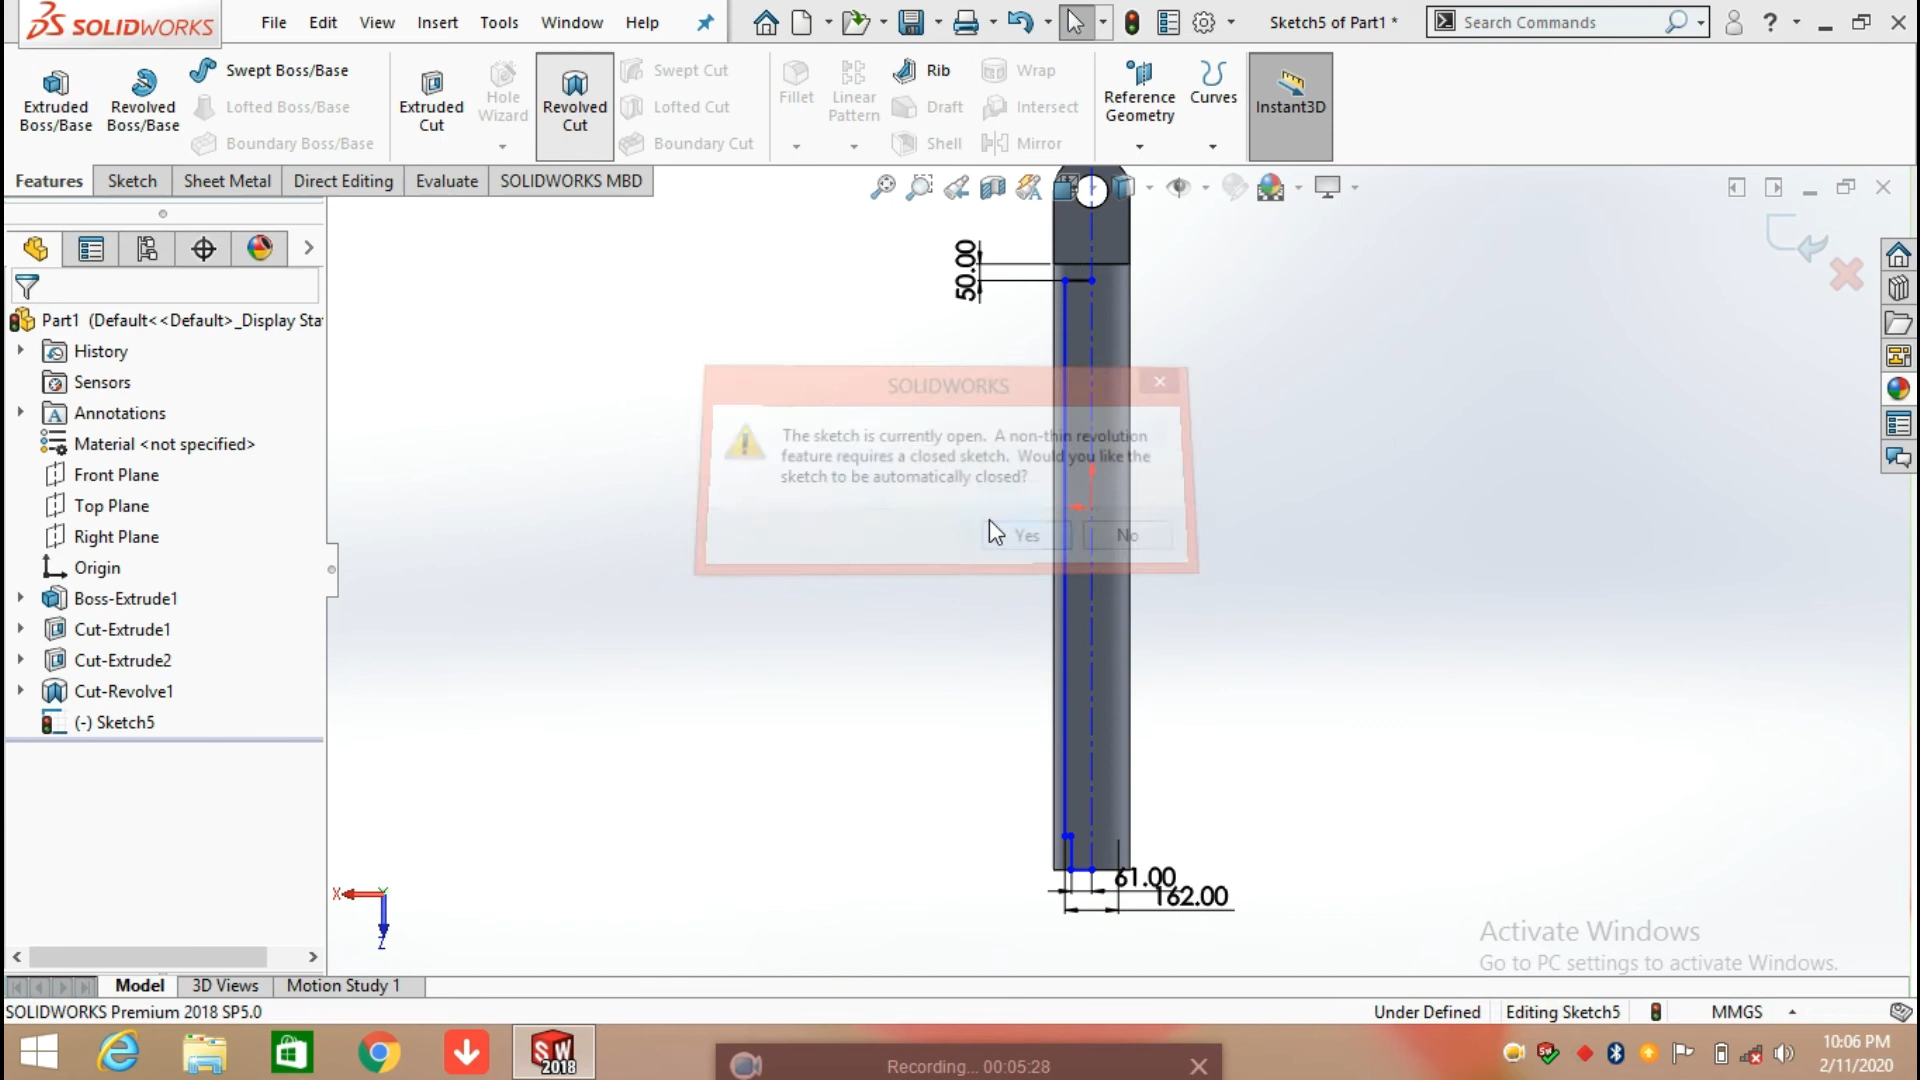 SOLIDWORKS
File Edit View Insert Tools Window Help
Sketch5 of Part1 *
Search Commands
Extruded Boss/Base
Revolved Boss/Base
Swept Boss/Base
Lofted Boss/Base
Boundary Boss/Base
Extruded Cut
Hole Wizard
Revolved Cut
Swept Cut
Lofted Cut
Boundary Cut
Fillet
Linear Pattern
Rib
Draft
Shell
Wrap
Intersect
Mirror
Reference Geometry
Curves
Instant3D
Features Sketch Sheet Metal Direct Editing Evaluate SOLIDWORKS MBD
Part1 (Default<<Default>_Display Sta
History
Sensors
Annotations
Material <not specified>
Front Plane
Top Plane
Right Plane
Origin
Boss-Extrude1
Cut-Extrude1
Cut-Extrude2
Cut-Revolve1
(-) Sketch5
50.00
SOLIDWORKS
The sketch is currently open. A non-thin revolution
feature requires a closed sketch. Would you like the
sketch to be automatically closed?
Yes No
61.00
162.00
X
Z
Activate Windows
Go to PC settings to activate Windows.
Model 3D Views Motion Study 1
SOLIDWORKS Premium 2018 SP5.0
Under Defined Editing Sketch5 MMGS
SW 2018
Recording... 00:05:28
10:06 PM
2/11/2020